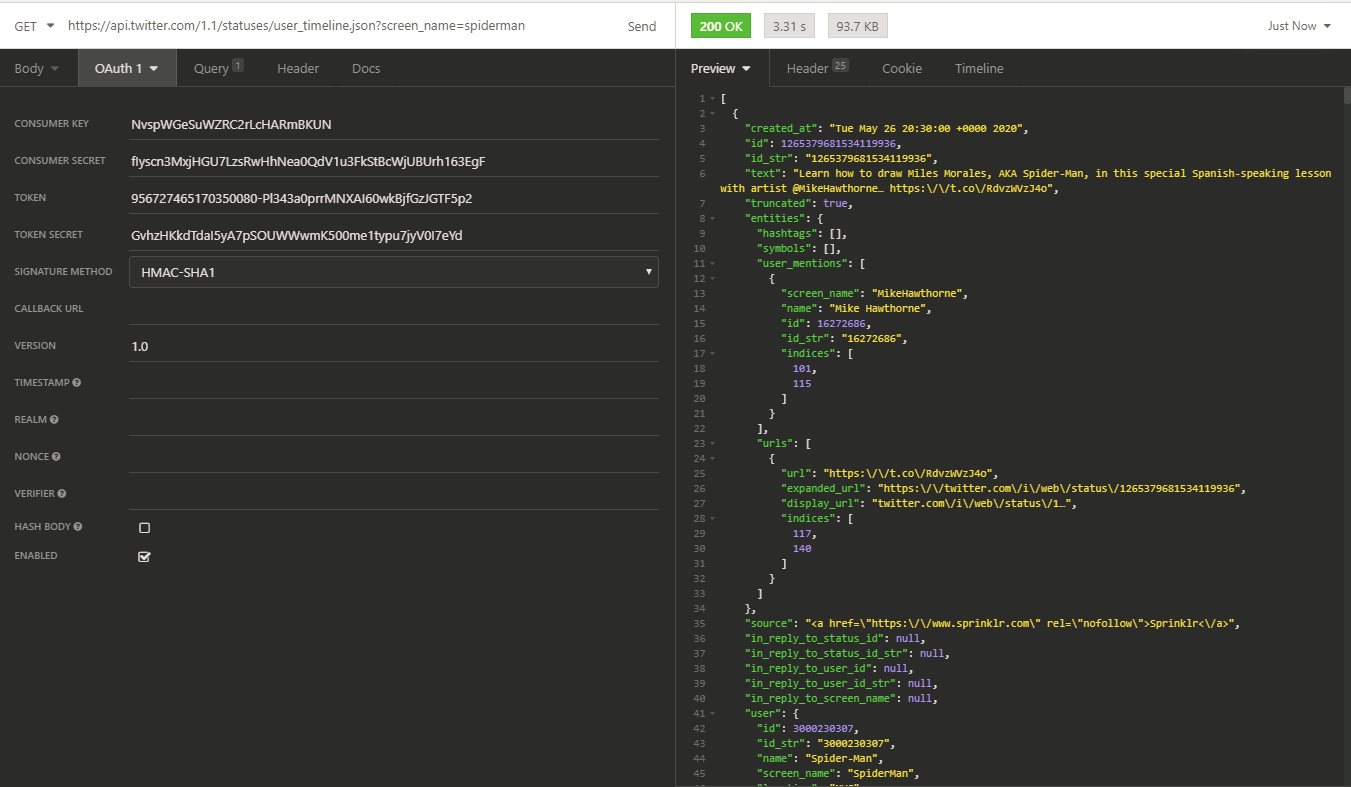 GET https://api.twitter.com/1.1/statuses/user_timeline.json?screen_name=spiderman Send
200 OK 3.31 s 93.7 KB Just Now
Body OAuth 1 Query 1 Header Docs
Preview Header 25 Cookie Timeline
CONSUMER KEY NvspWGeSuWZRC2rLcHARmBKUN
CONSUMER SECRET flyscn3MxjHGU7LzsRwHhNea0QdV1u3FkStBcWjUBUrh163EgF
TOKEN 956727465170350080-Pl343a0prrMNXAI60wkBjfGzJGTF5p2
TOKEN SECRET GvhzHKkdTdaI5yA7pSOUWWwmK500me1typu7jyV0I7eYd
SIGNATURE METHOD HMAC-SHA1
CALLBACK URL
VERSION 1.0
TIMESTAMP
REALM
NONCE
VERIFIER
HASH BODY
ENABLED
1 [
2 {
3 "created_at": "Tue May 26 20:30:00 +0000 2020",
4 "id": 1265379681534119936,
5 "id_str": "1265379681534119936",
6 "text": "Learn how to draw Miles Morales, AKA Spider-Man, in this special Spanish-speaking lesson
with artist @MikeHawthorne… https:\/\/t.co\/RdvzWVzJ4o",
7 "truncated": true,
8 "entities": {
9 "hashtags": [],
10 "symbols": [],
11 "user_mentions": [
12 {
13 "screen_name": "MikeHawthorne",
14 "name": "Mike Hawthorne",
15 "id": 16272686,
16 "id_str": "16272686",
17 "indices": [
18 101,
19 115
20 ]
21 }
22 ],
23 "urls": [
24 {
25 "url": "https:\/\/t.co\/RdvzWVzJ4o",
26 "expanded_url": "https:\/\/twitter.com\/i\/web\/status\/1265379681534119936",
27 "display_url": "twitter.com\/i\/web\/status\/1…",
28 "indices": [
29 117,
30 140
31 ]
32 }
33 ]
34 },
35 "source": "<a href=\"https:\/\/www.sprinklr.com\" rel=\"nofollow\">Sprinklr<\/a>",
36 "in_reply_to_status_id": null,
37 "in_reply_to_status_id_str": null,
38 "in_reply_to_user_id": null,
39 "in_reply_to_user_id_str": null,
40 "in_reply_to_screen_name": null,
41 "user": {
42 "id": 3000230307,
43 "id_str": "3000230307",
44 "name": "Spider-Man",
45 "screen_name": "SpiderMan",